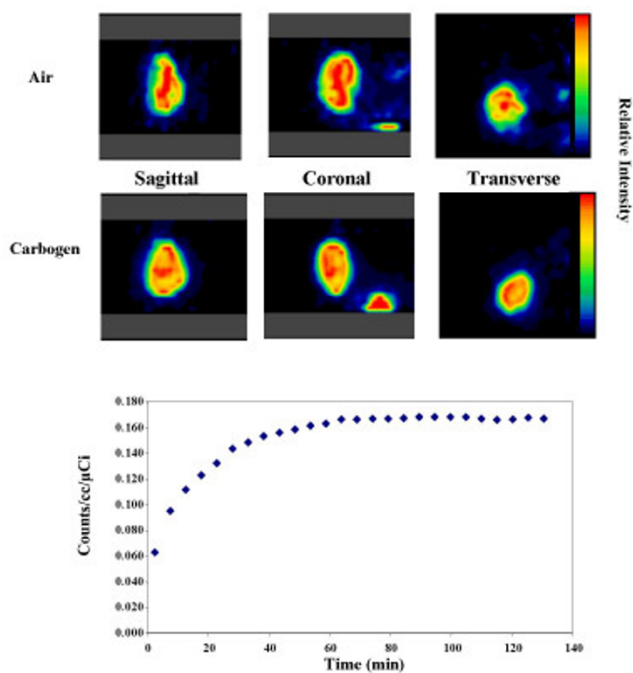 Air
Relative Intensity
Sagittal
Coronal
Transverse
Carbogen
0.180
0.160
0.140
0.120
0.100
0.080
0.060
0.040
0.020
0.000
Counts/cc/µCi
0
20
40
60
80
100
120
140
Time (min)